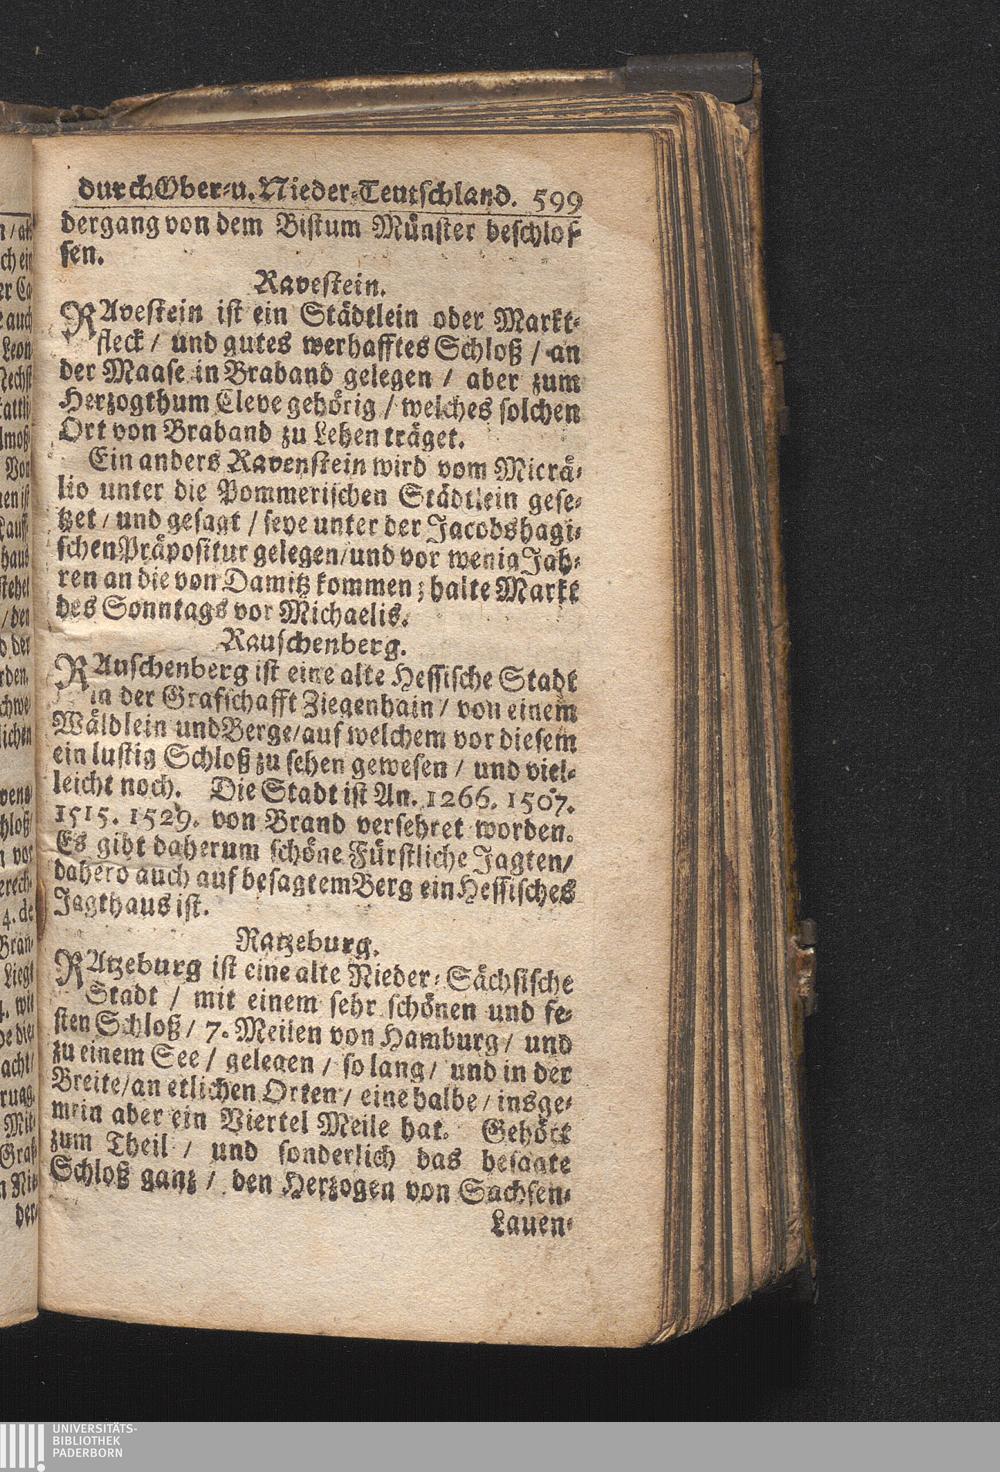 durch Ober-u. Nieder-Teutschland. 599
dergang von dem Bistum Münster beschlos-
sen.
Ravestein.
RAvestein ist ein Städtlein oder Markt-
fleck / und gutes werhafftes Schloß / an
der Maase in Braband gelegen / aber zum
Herzogthum Cleve gehörig / welches solchen
Ort von Braband zu Lehen träget.
Ein anders Ravenstein wird vom Micrä-
lio unter die Pommerischen Städtlein gese-
tzet / und gesagt / seye unter der Jacobshagi-
schen Präpositur gelegen / und vor wenig Jah-
ren an die von Damitz kommen; halte Markt
des Sonntags vor Michaelis.
Rauschenberg.
RAuschenberg ist eine alte Hessische Stadt
in der Grafschafft Ziegenhain / von einem
Wäldlein und Berge / auf welchem vor diesem
ein lustig Schloß zu sehen gewesen / und viel-
leicht noch. Die Stadt ist An. 1266. 1507.
1515. 1529. von Brand versehret worden.
Es gibt daherum schöne Fürstliche Jagten /
dahero auch auf besagtem Berg ein Hessisches
Jagthaus ist.
Ratzeburg.
RAtzeburg ist eine alte Nieder-Sächsische
Stadt / mit einem sehr schönen und fe-
sten Schloß / 7. Meilen von Hamburg / und
zu einem See / gelegen / so lang / und in der
Breite / an etlichen Orten / eine halbe / insge-
mein aber ein Viertel Meile hat. Gehört
zum Theil / und sonderlich das besagte
Schloß ganz / den Herzogen von Sachsen-
Lauen-
UNIVERSITÄTS-
BIBLIOTHEK
PADERBORN